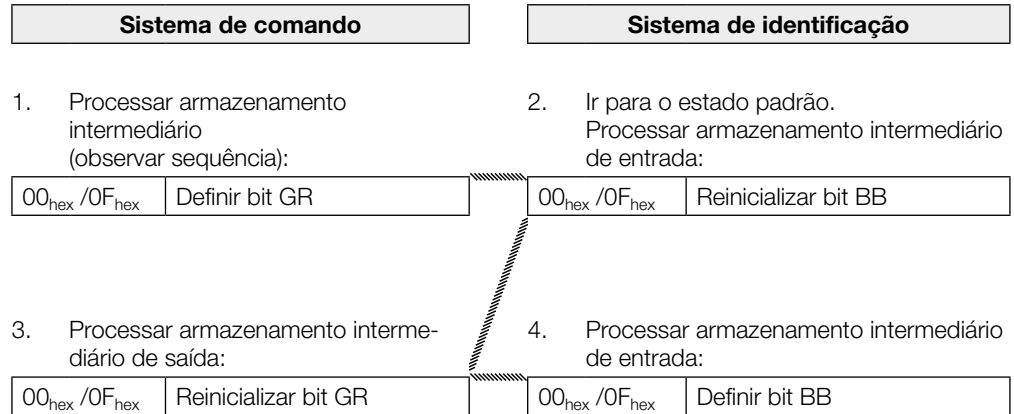 Sistema de comando
Sistema de identificação
1. Processar armazenamento
intermediário
(observar sequência):
00hex /0Fhex Definir bit GR
2. Ir para o estado padrão.
Processar armazenamento intermediário
de entrada:
00hex /0Fhex Reinicializar bit BB
3. Processar armazenamento interme-
diário de saída:
00hex /0Fhex Reinicializar bit GR
4. Processar armazenamento intermediário
de entrada:
00hex /0Fhex Definir bit BB